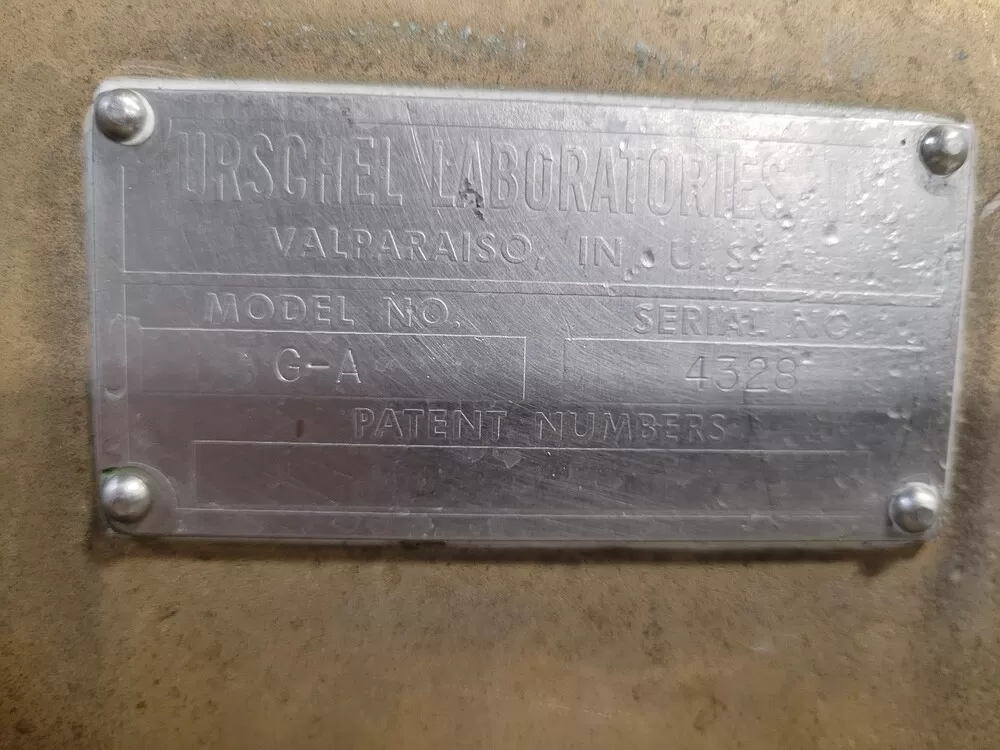 URSCHEL LABORATORIES
VALPARAISO, IN. U.S.A.
MODEL NO. SERIAL NO.
G-A 4328
PATENT NUMBERS